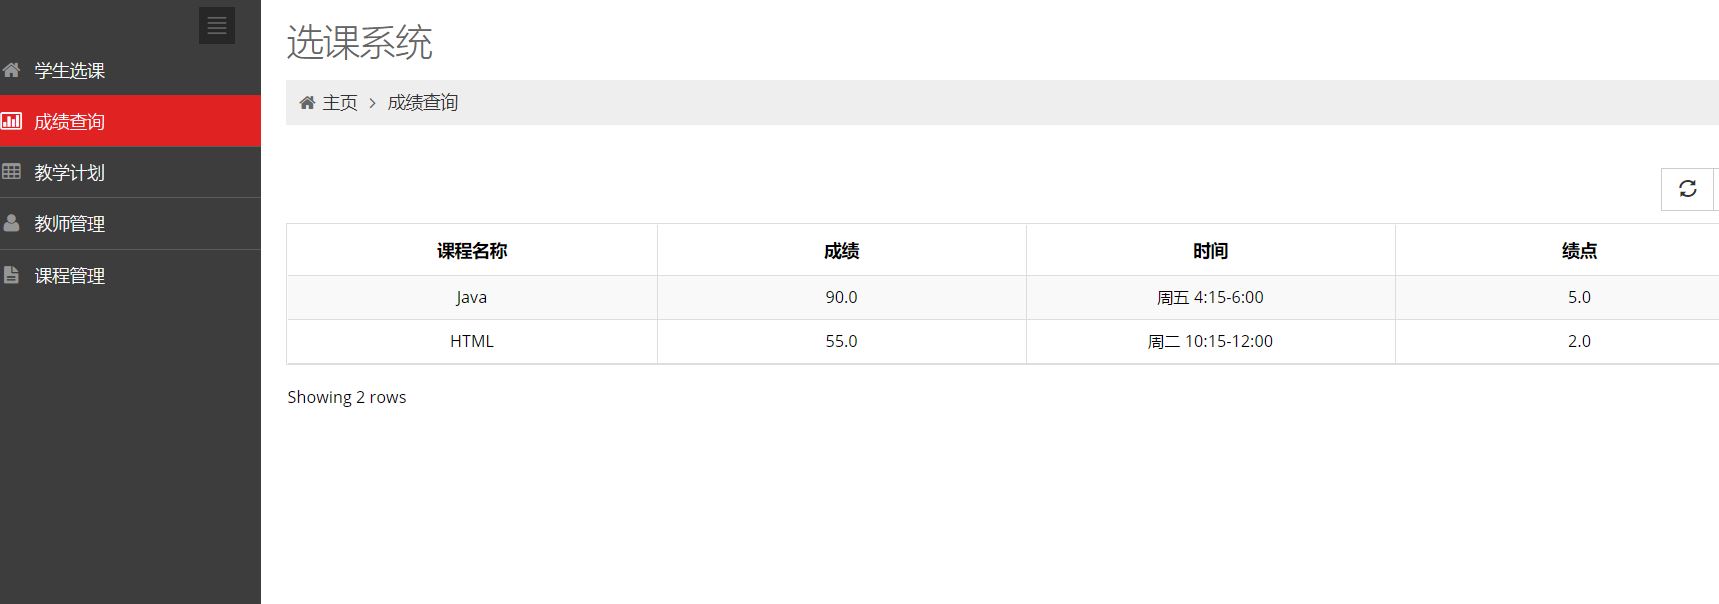 选课系统
学生选课
成绩查询
教学计划
教师管理
课程管理
主页 成绩查询
课程名称 成绩 时间 绩点
Java 90.0 周五 4:15-6:00 5.0
HTML 55.0 周二 10:15-12:00 2.0
Showing 2 rows